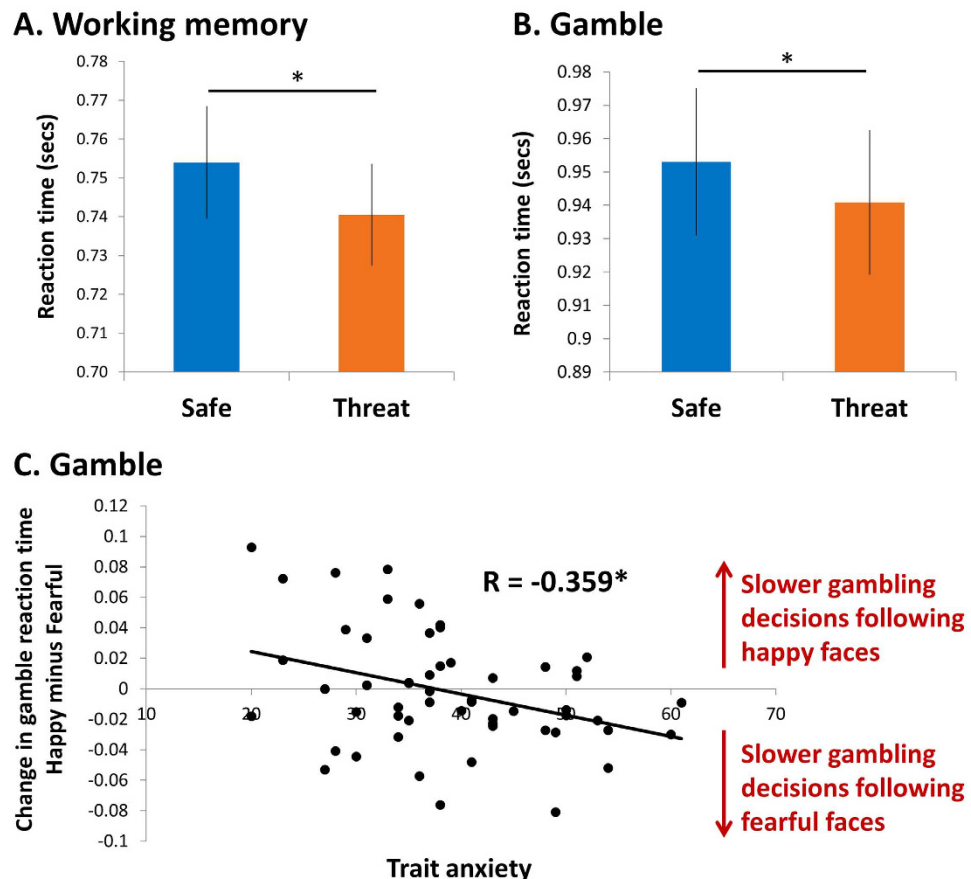 A. Working memory
0.78
0.77
0.76
0.75
0.74
0.73
0.72
0.71
0.70
Reaction time (secs)
*
Safe
Threat
B. Gamble
0.98
0.97
0.96
0.95
0.94
0.93
0.92
0.9
0.89
Reaction time (secs)
*
Safe
Threat
C. Gamble
0.12
0.1
0.08
0.06
0.04
0.02
0
-0.02
-0.04
-0.06
-0.08
-0.1
Change in gamble reaction time
Happy minus Fearful
10
20
30
40
50
60
70
R = -0.359*
Trait anxiety
Slower gambling
decisions following
happy faces
Slower gambling
decisions following
fearful faces